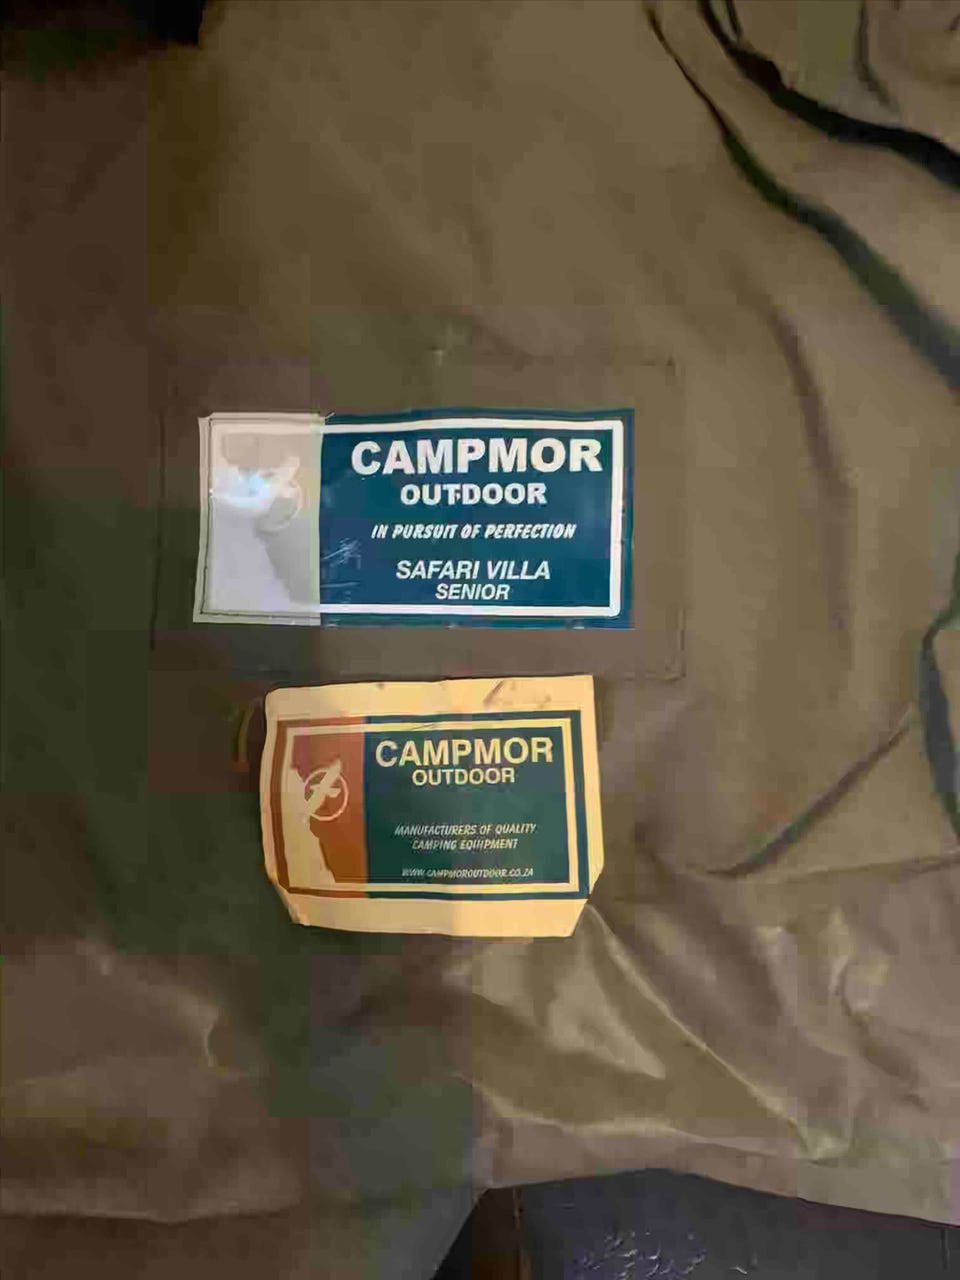 CAMPMOR
OUTDOOR
IN PURSUIT OF PERFECTION
SAFARI VILLA
SENIOR
CAMPMOR
OUTDOOR
MANUFACTURERS OF QUALITY
CAMPING EQUIPMENT
WWW.CAMPMOROUTDOOR.CO.ZA